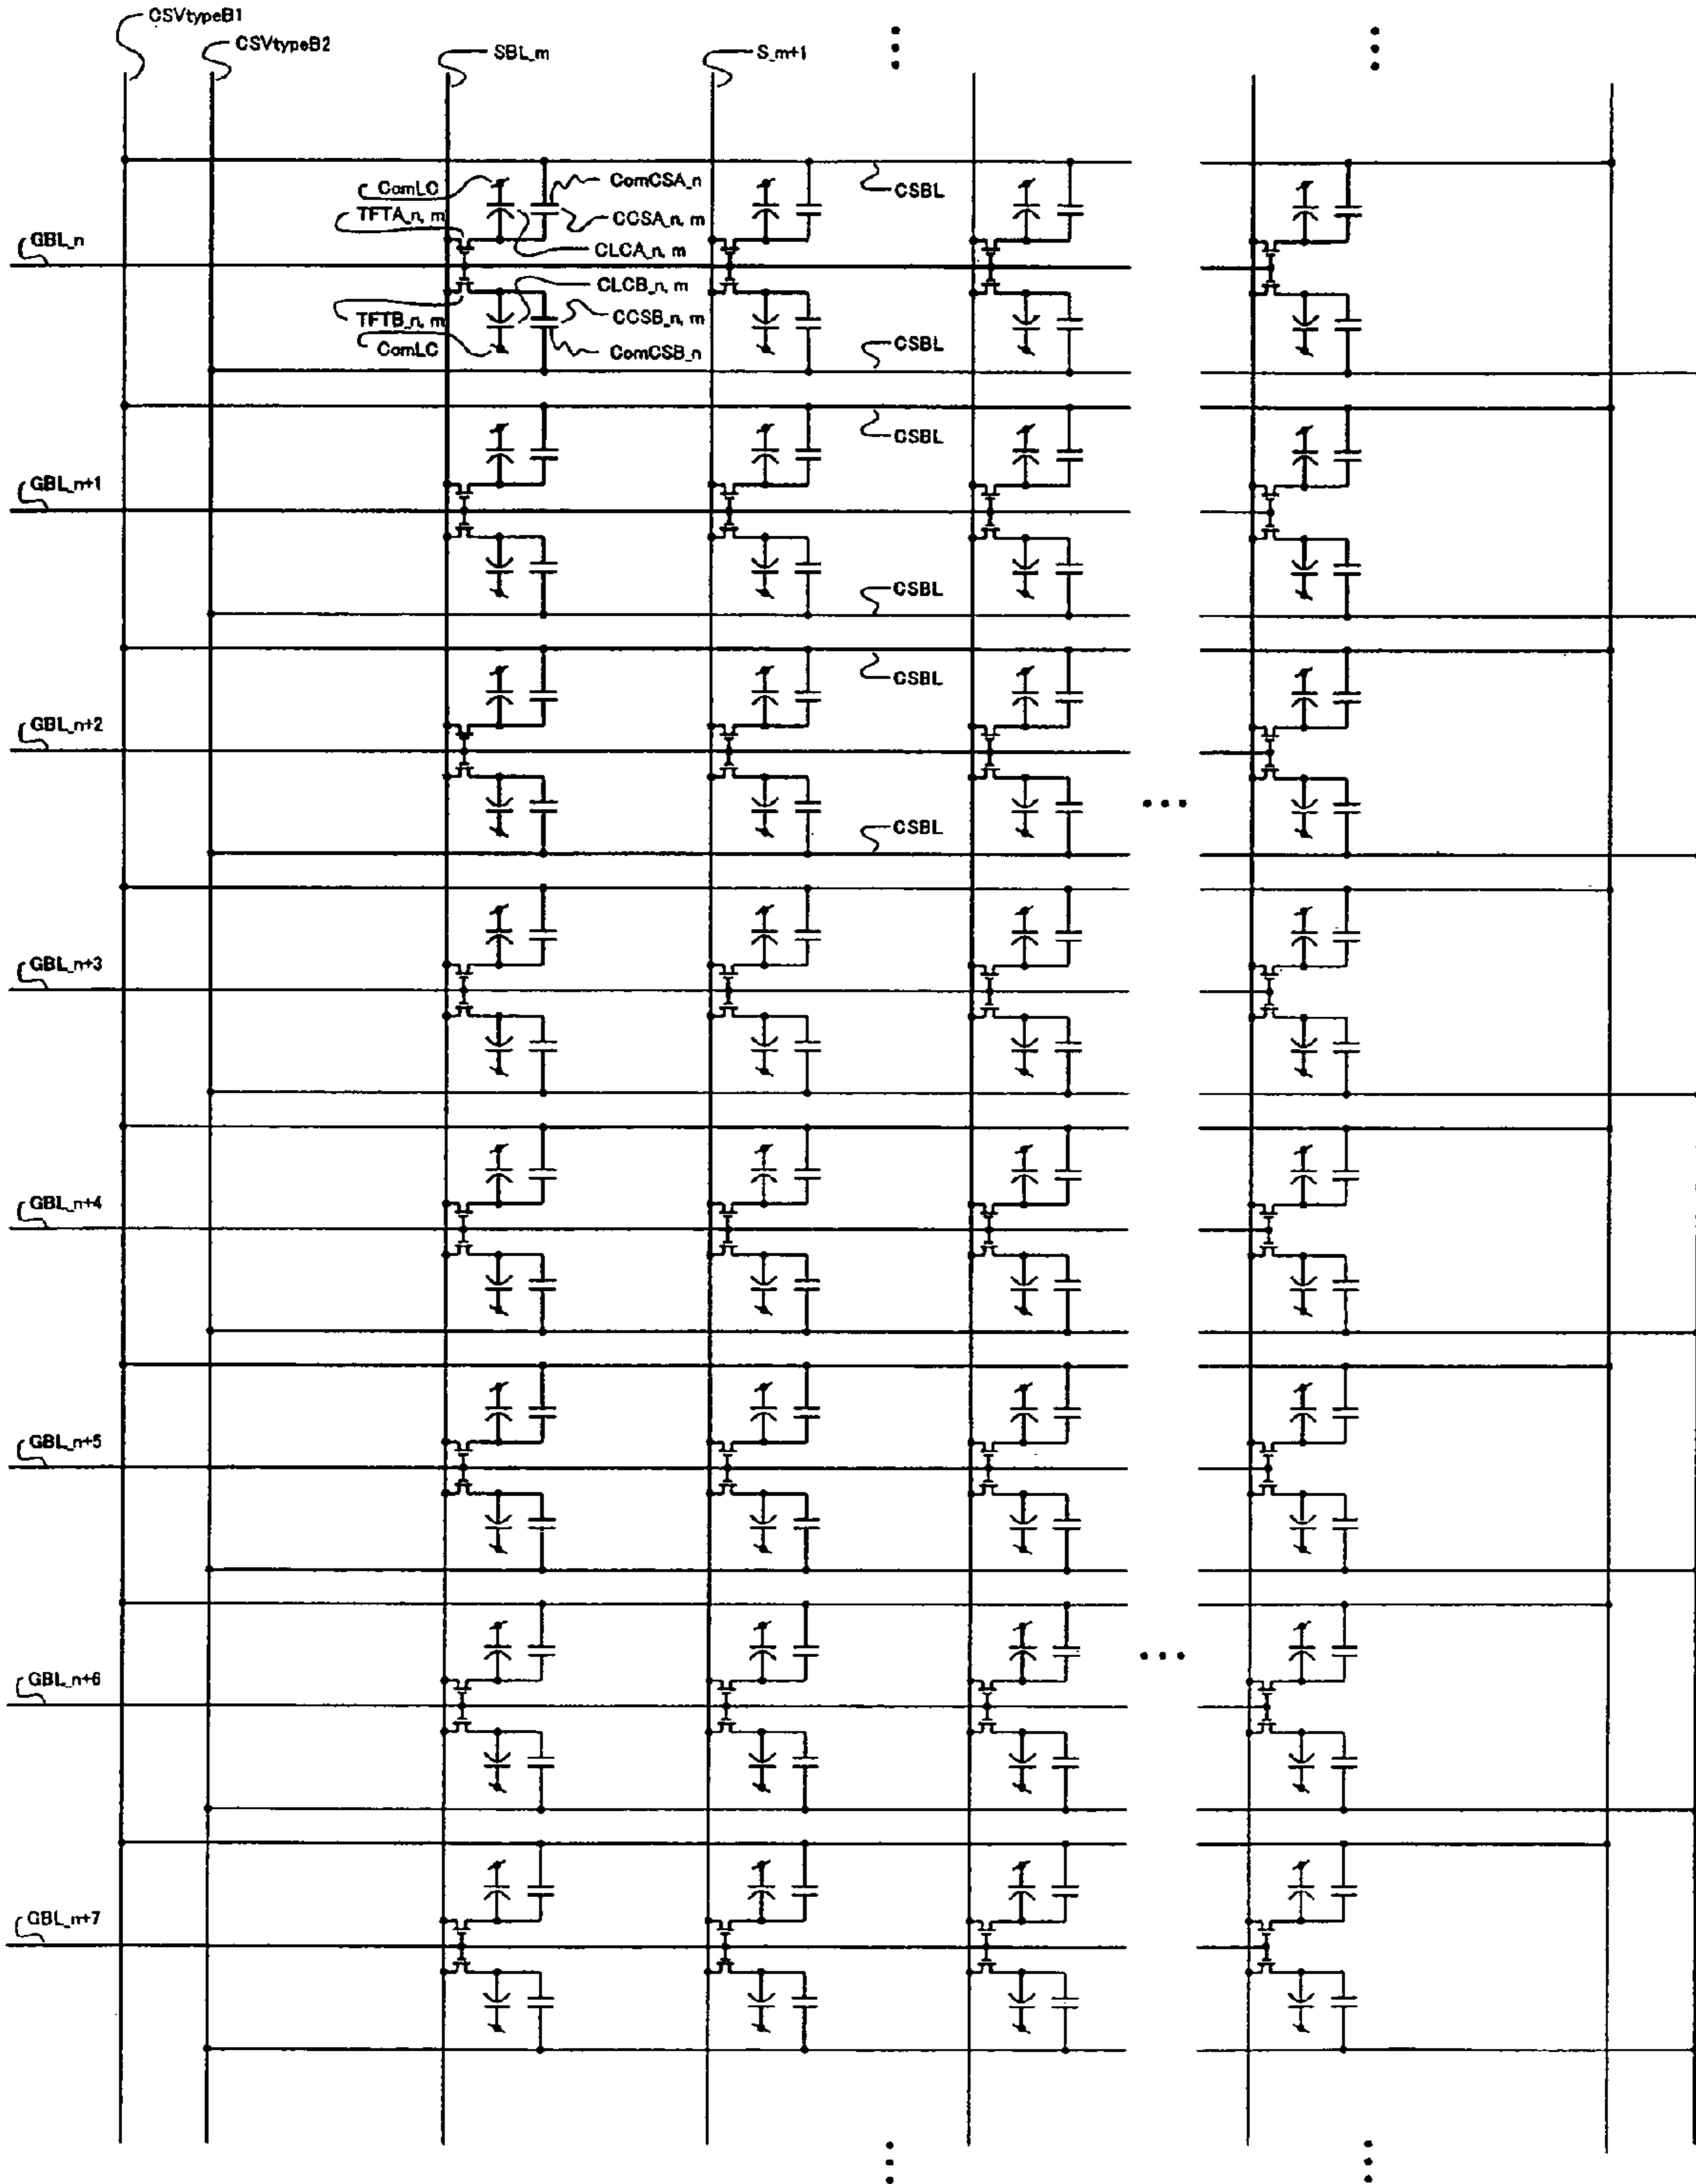 CSVtypeB1
CSVtypeB2
SBL_m
S_m+1
ComLC
ComCSA_n
CSBL
TFTA_n, m
CCSA_n, m
GBL_n
CLCA_n, m
CLCB_n, m
TFTB_n, m
CCSB_n, m
ComLC
ComCSB_n
CSBL
CSBL
GBL_n+1
CSBL
CSBL
GBL_n+2
CSBL
GBL_n+3
GBL_n+4
GBL_n+5
GBL_n+6
GBL_n+7